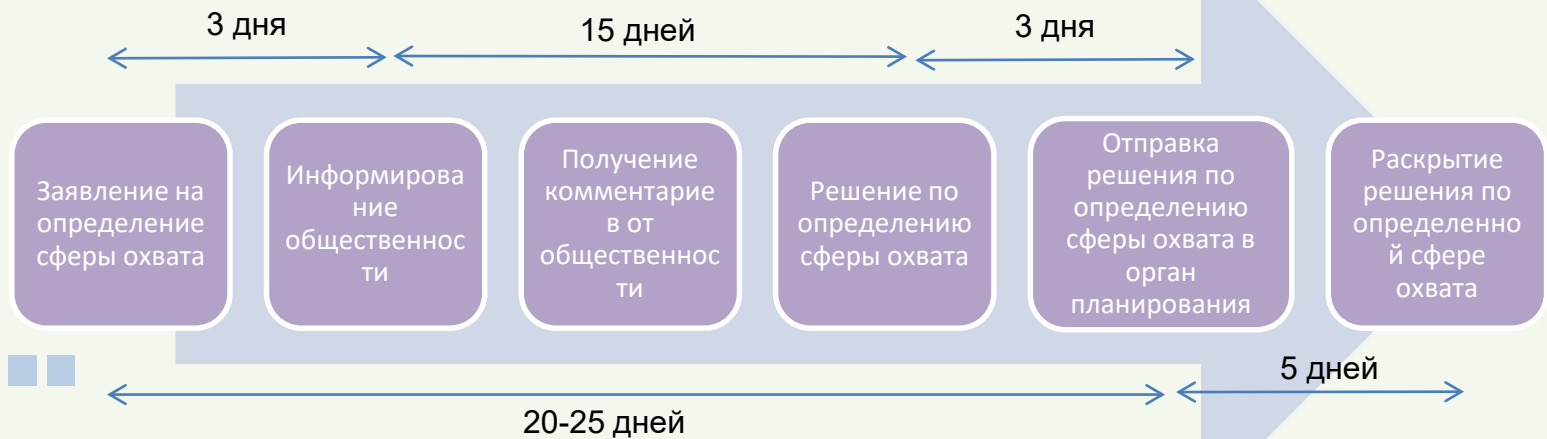 3 дня
15 дней
3 дня
Заявление на
определение
сферы охвата
Информирова
ние
общественнос
ти
Получение
комментарие
в от
общественнос
ти
Решение по
определению
сферы охвата
Отправка
решения по
определению
сферы охвата в
орган
планирования
Раскрытие
решения по
определенно
й сфере
охвата
5 дней
20-25 дней